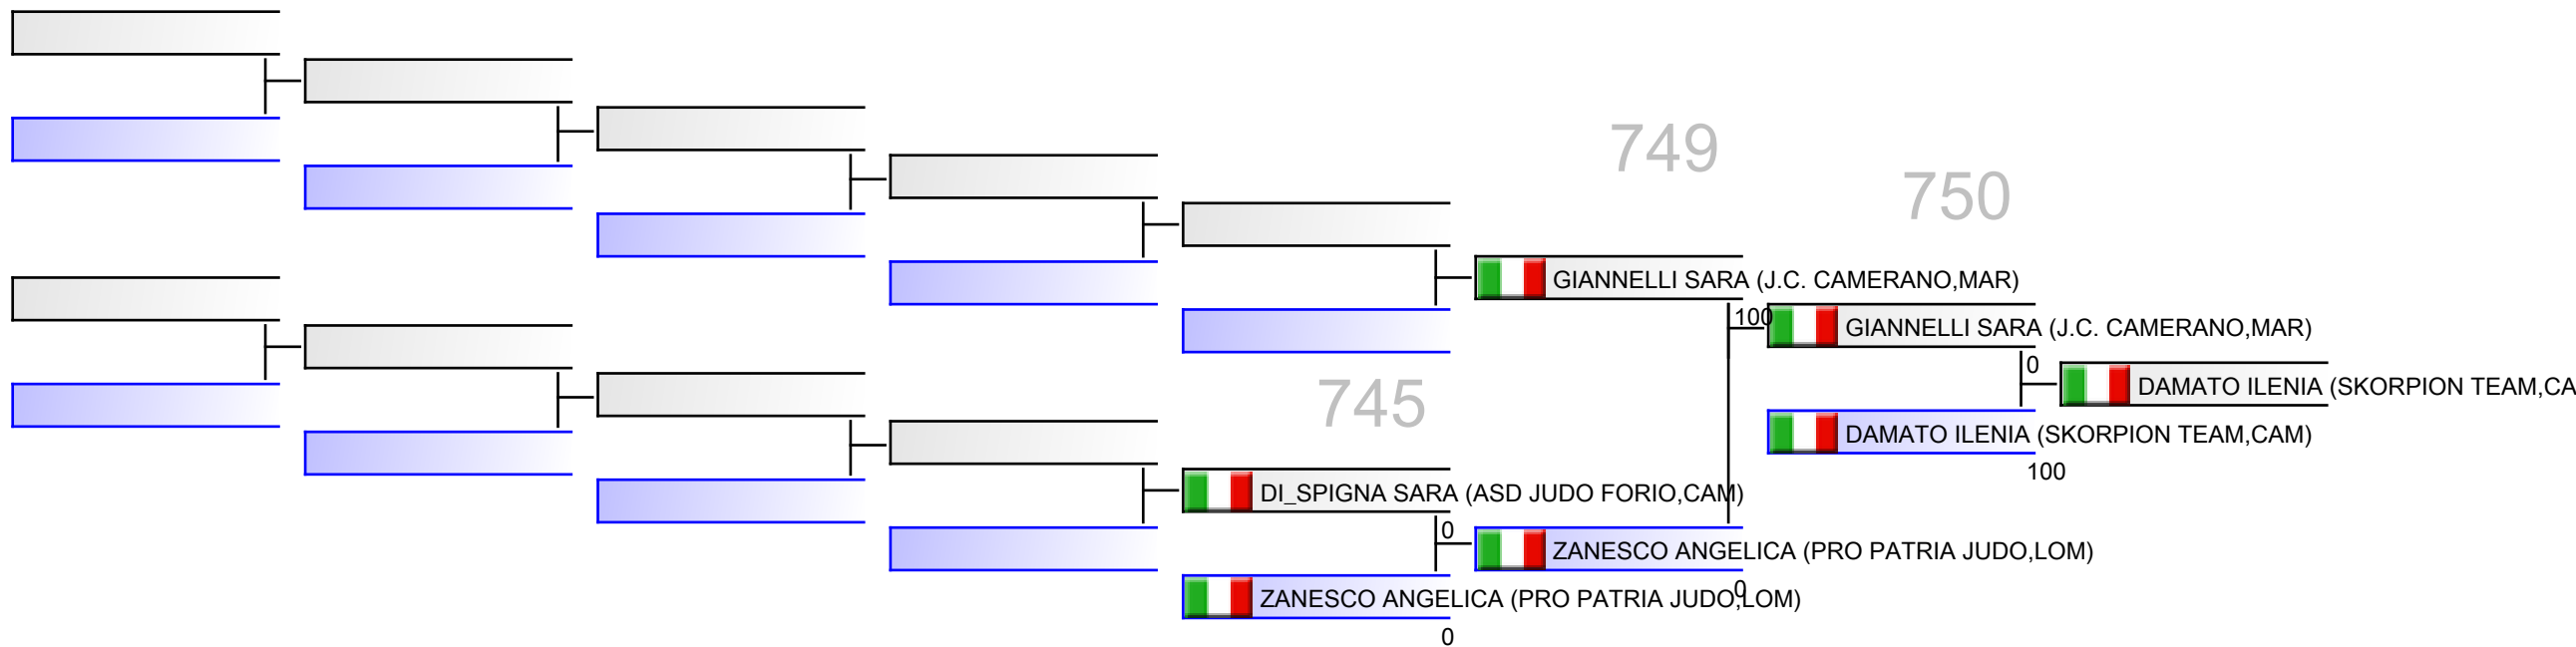 749
750
GIANNELLI SARA (J.C. CAMERANO,MAR)
100
GIANNELLI SARA (J.C. CAMERANO,MAR)
0
DAMATO ILENIA (SKORPION TEAM,CA
745
DAMATO ILENIA (SKORPION TEAM,CAM)
100
DI_SPIGNA SARA (ASD JUDO FORIO,CAM)
0
ZANESCO ANGELICA (PRO PATRIA JUDO,LOM)
0
ZANESCO ANGELICA (PRO PATRIA JUDO,LOM)
0